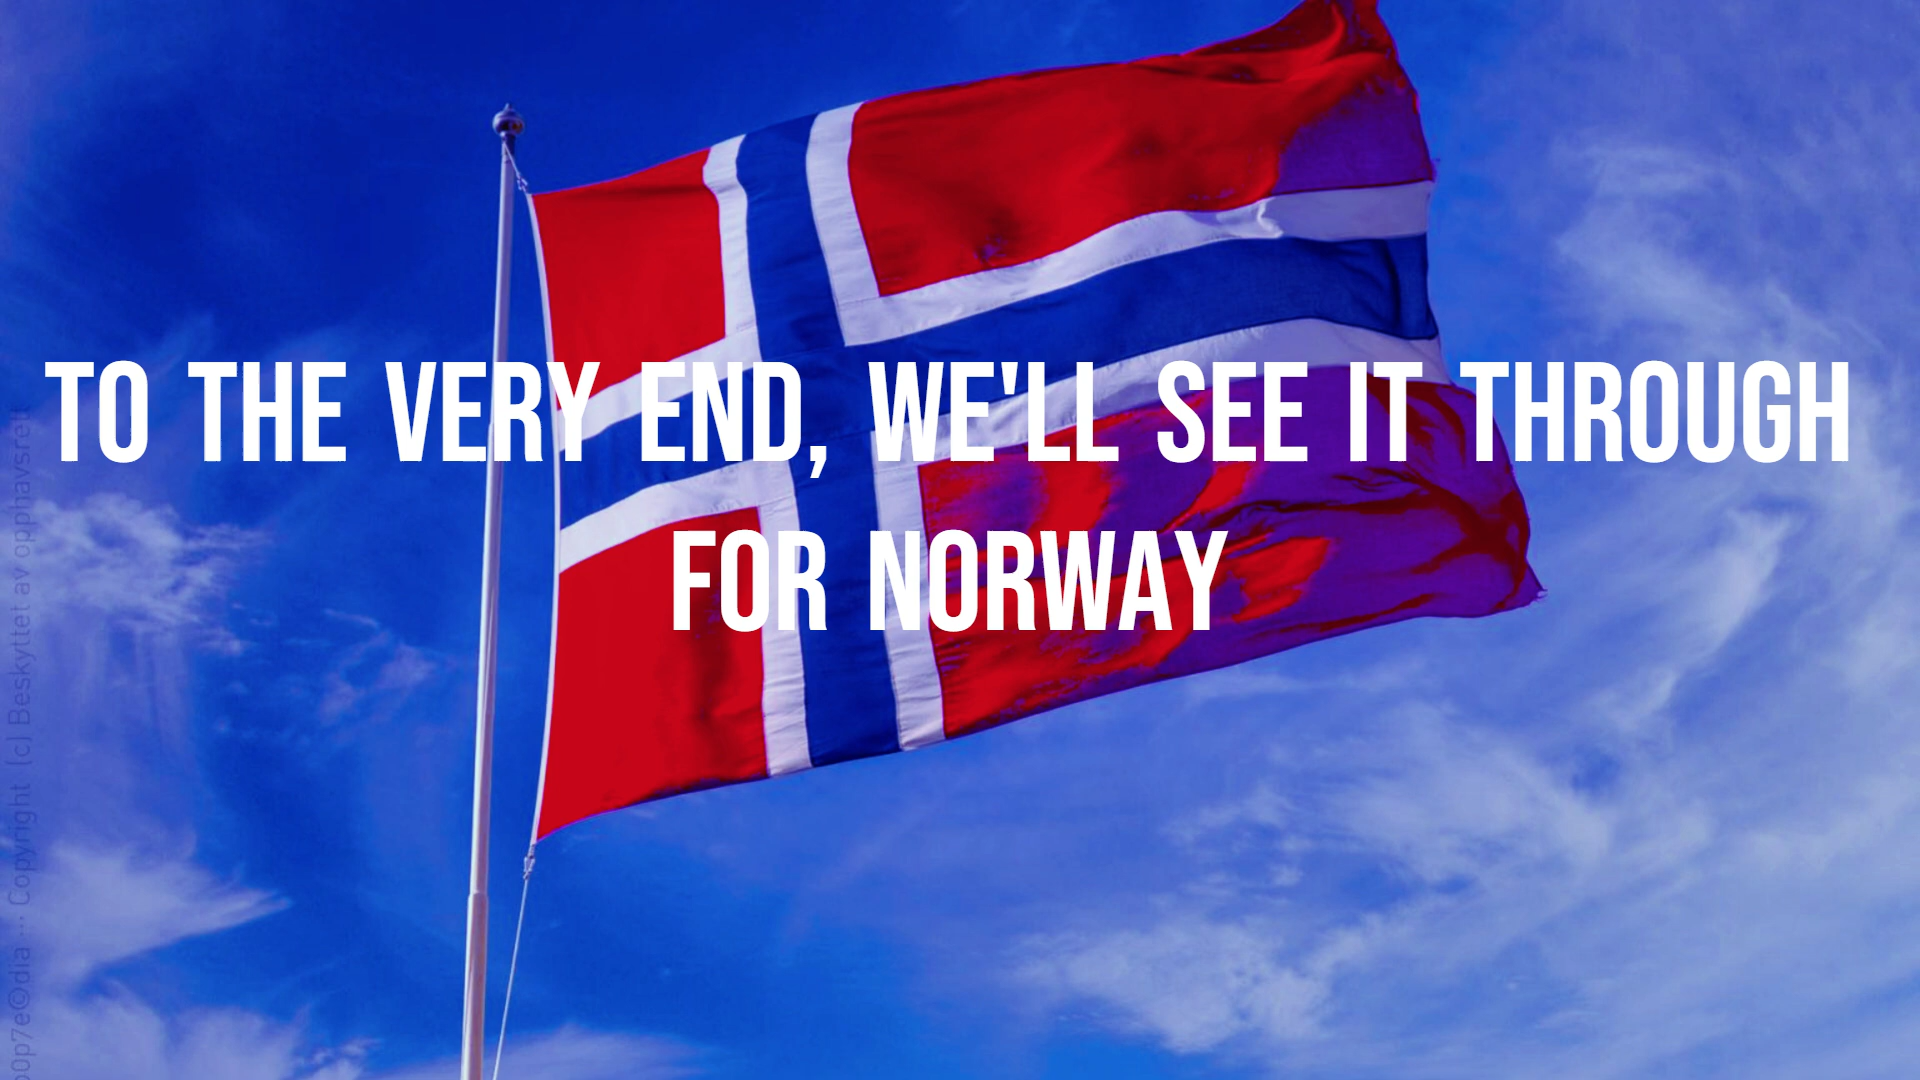 TO THE VERY END, WE'LL SEE IT THROUGH
FOR NORWAY
Copyright (c) Beskyttet av opphavsrett